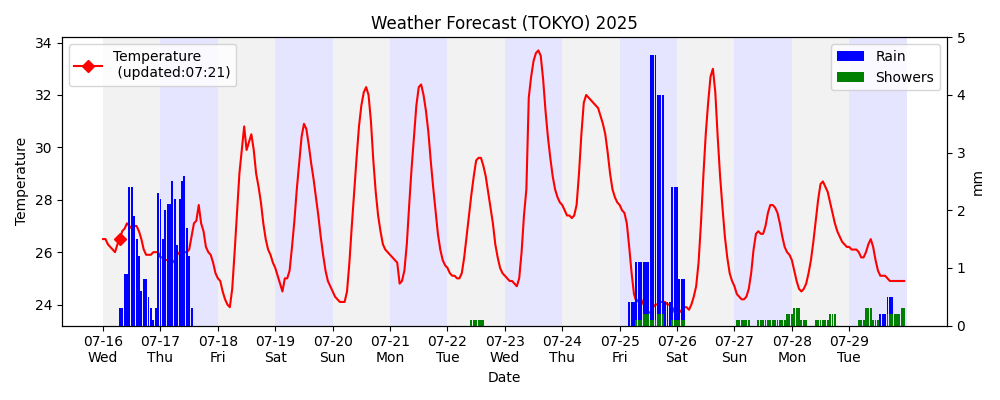 Weather Forecast (TOKYO) 2025
Temperature
(updated:07:21)
Rain
Showers
34
32
30
28
26
24
Temperature
5
4
3
2
1
0
mm
07-16 07-17 07-18 07-19 07-20 07-21 07-22 07-23 07-24 07-25 07-26 07-27 07-28 07-29
Wed Thu Fri Sat Sun Mon Tue Wed Thu Fri Sat Sun Mon Tue
Date